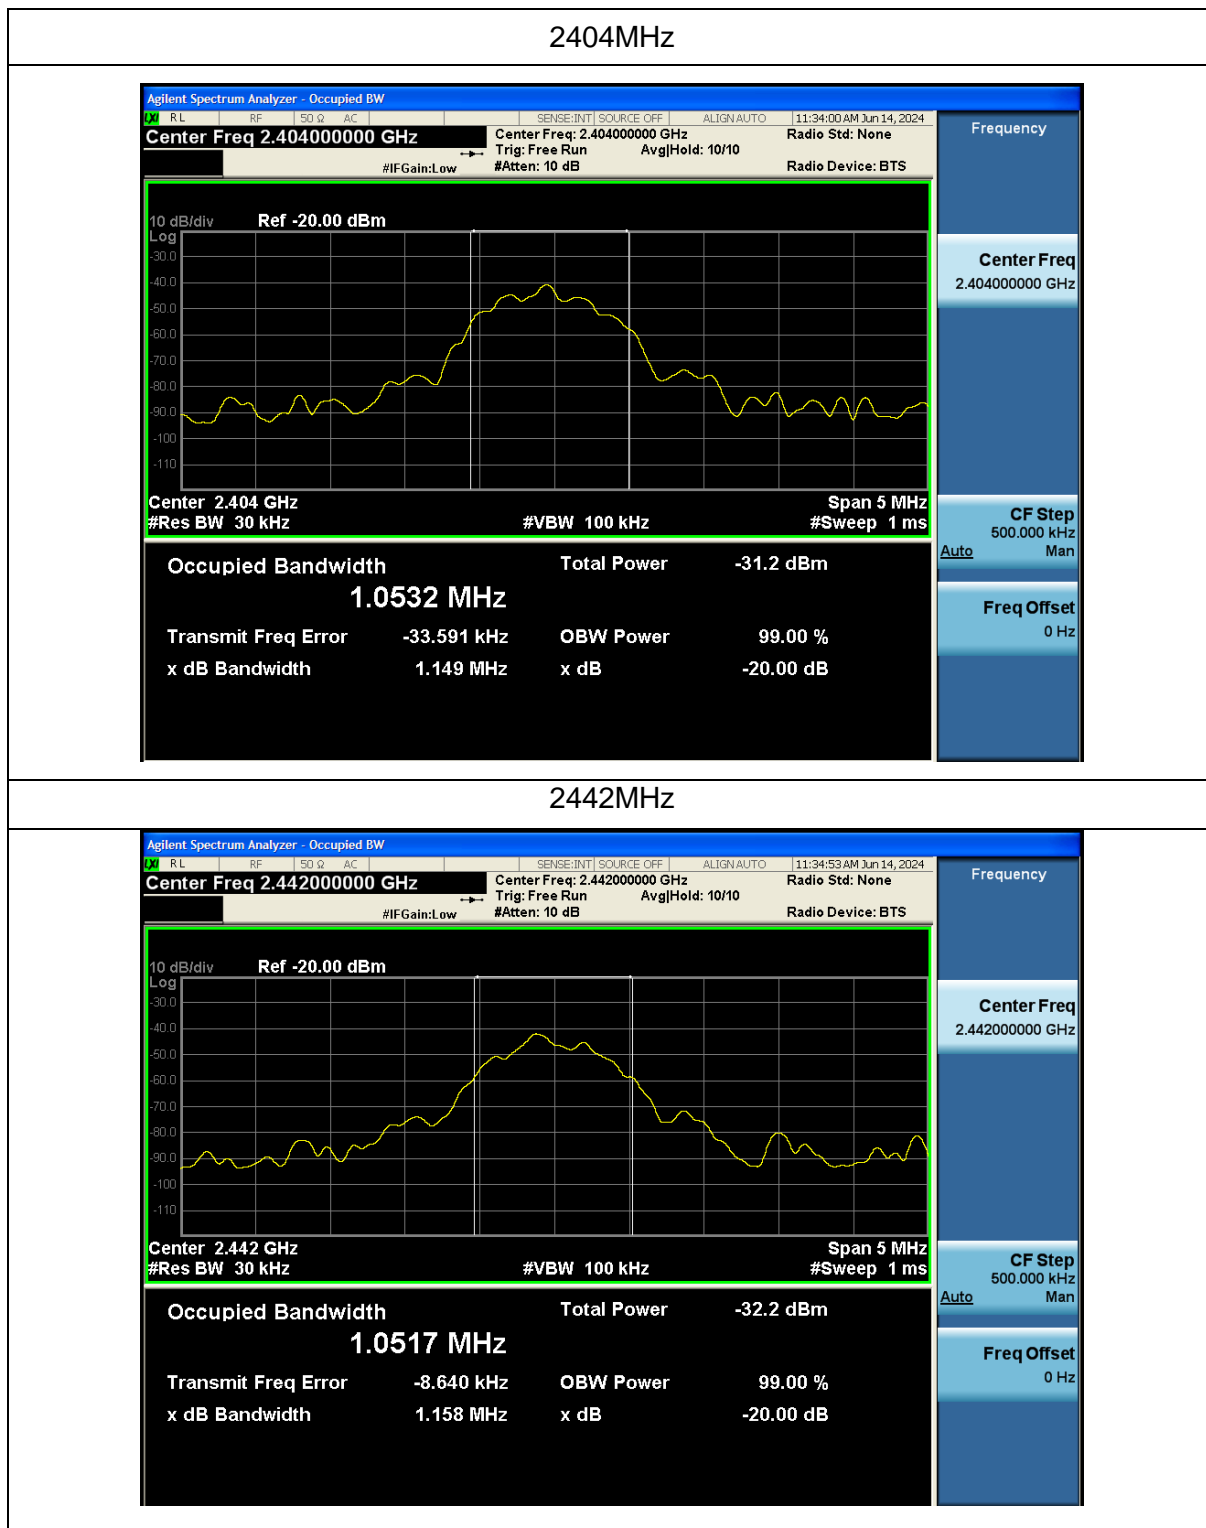 2404MHz
Agilent Spectrum Analyzer - Occupied BW
LXI RL RF 50 Ω AC SENSE:INT SOURCE OFF ALIGNAUTO 11:34:00 AM Jun 14, 2024
Center Freq 2.404000000 GHz
Center Freq: 2.404000000 GHz
Radio Std: None
Trig: Free Run Avg|Hold: 10/10
#IFGain:Low
#Atten: 10 dB
Radio Device: BTS
Frequency
10 dB/div Ref -20.00 dBm
Log
-30.0
-40.0
-50.0
-60.0
-70.0
-80.0
-90.0
-100
-110
Center Freq
2.404000000 GHz
Center 2.404 GHz Span 5 MHz
#Res BW 30 kHz #VBW 100 kHz #Sweep 1 ms
CF Step
500.000 kHz
Auto Man
Occupied Bandwidth Total Power -31.2 dBm
1.0532 MHz
Freq Offset
0 Hz
Transmit Freq Error -33.591 kHz OBW Power 99.00 %
x dB Bandwidth 1.149 MHz x dB -20.00 dB
2442MHz
Agilent Spectrum Analyzer - Occupied BW
LXI RL RF 50 Ω AC SENSE:INT SOURCE OFF ALIGNAUTO 11:34:53 AM Jun 14, 2024
Center Freq 2.442000000 GHz
Center Freq: 2.442000000 GHz
Radio Std: None
Trig: Free Run Avg|Hold: 10/10
#IFGain:Low
#Atten: 10 dB
Radio Device: BTS
Frequency
10 dB/div Ref -20.00 dBm
Log
-30.0
-40.0
-50.0
-60.0
-70.0
-80.0
-90.0
-100
-110
Center Freq
2.442000000 GHz
Center 2.442 GHz Span 5 MHz
#Res BW 30 kHz #VBW 100 kHz #Sweep 1 ms
CF Step
500.000 kHz
Auto Man
Occupied Bandwidth Total Power -32.2 dBm
1.0517 MHz
Freq Offset
0 Hz
Transmit Freq Error -8.640 kHz OBW Power 99.00 %
x dB Bandwidth 1.158 MHz x dB -20.00 dB